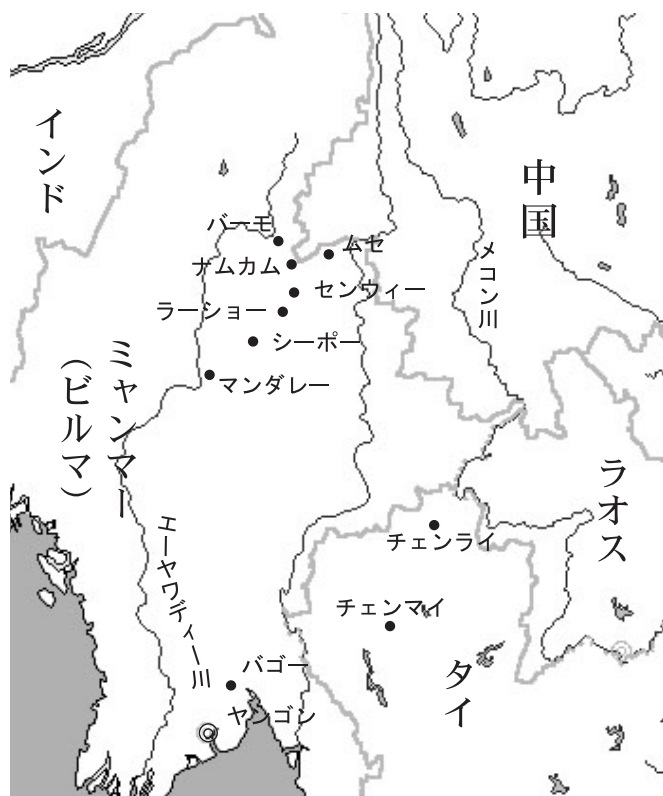 インド
中国
バーモ
ムセ
ナムカム
メコン川
センウィー
ラーショー
シーポー
ミャンマー
（ビルマ）
マンダレー
ラオス
エーヤワディー川
チェンライ
チェンマイ
タイ
バゴー
ヤンゴン